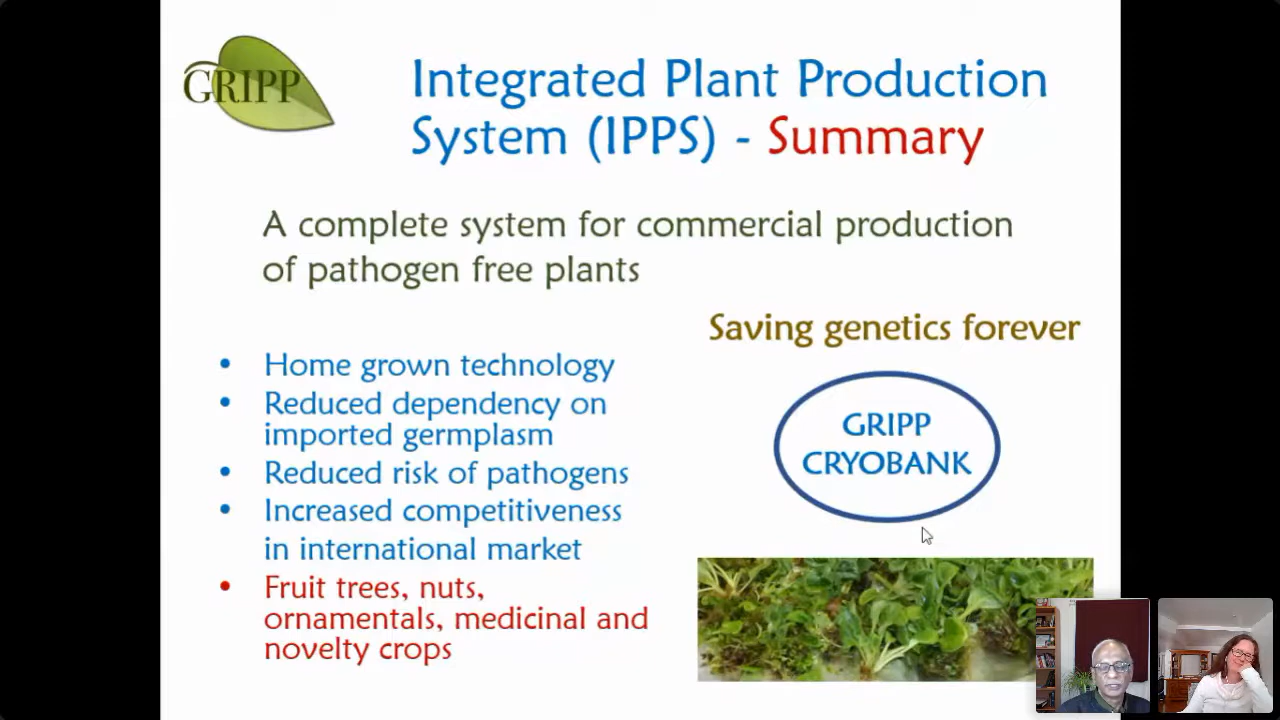 GRIPP
Integrated Plant Production
System (IPPS) - Summary
A complete system for commercial production
of pathogen free plants
Saving genetics forever
• Home grown technology
• Reduced dependency on
imported germplasm
• Reduced risk of pathogens
• Increased competitiveness
in international market
• Fruit trees, nuts,
ornamentals, medicinal and
novelty crops
GRIPP
CRYOBANK